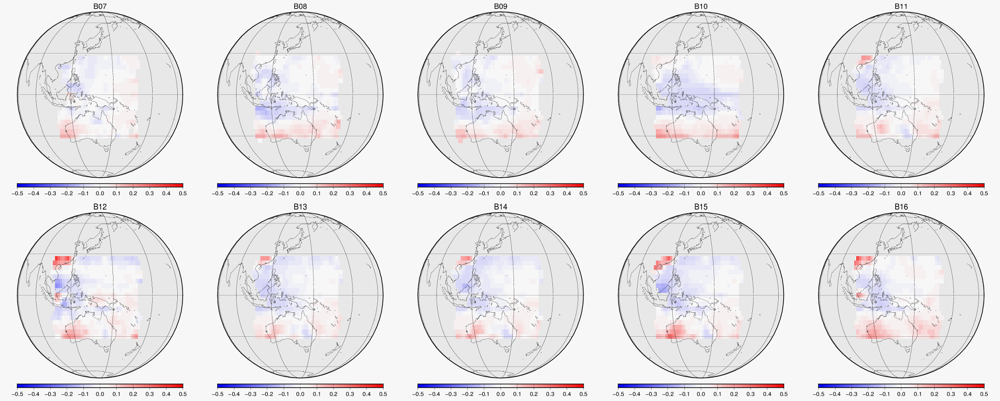 B07 B08 B09 B10 B11
−0.5 −0.4 −0.3 −0.2 −0.1 0.0 0.1 0.2 0.3 0.4 0.5 −0.5 −0.4 −0.3 −0.2 −0.1 0.0 0.1 0.2 0.3 0.4 0.5 −0.5 −0.4 −0.3 −0.2 −0.1 0.0 0.1 0.2 0.3 0.4 0.5 −0.5 −0.4 −0.3 −0.2 −0.1 0.0 0.1 0.2 0.3 0.4 0.5 −0.5 −0.4 −0.3 −0.2 −0.1 0.0 0.1 0.2 0.3 0.4 0.5
B12 B13 B14 B15 B16
−0.5 −0.4 −0.3 −0.2 −0.1 0.0 0.1 0.2 0.3 0.4 0.5 −0.5 −0.4 −0.3 −0.2 −0.1 0.0 0.1 0.2 0.3 0.4 0.5 −0.5 −0.4 −0.3 −0.2 −0.1 0.0 0.1 0.2 0.3 0.4 0.5 −0.5 −0.4 −0.3 −0.2 −0.1 0.0 0.1 0.2 0.3 0.4 0.5 −0.5 −0.4 −0.3 −0.2 −0.1 0.0 0.1 0.2 0.3 0.4 0.5